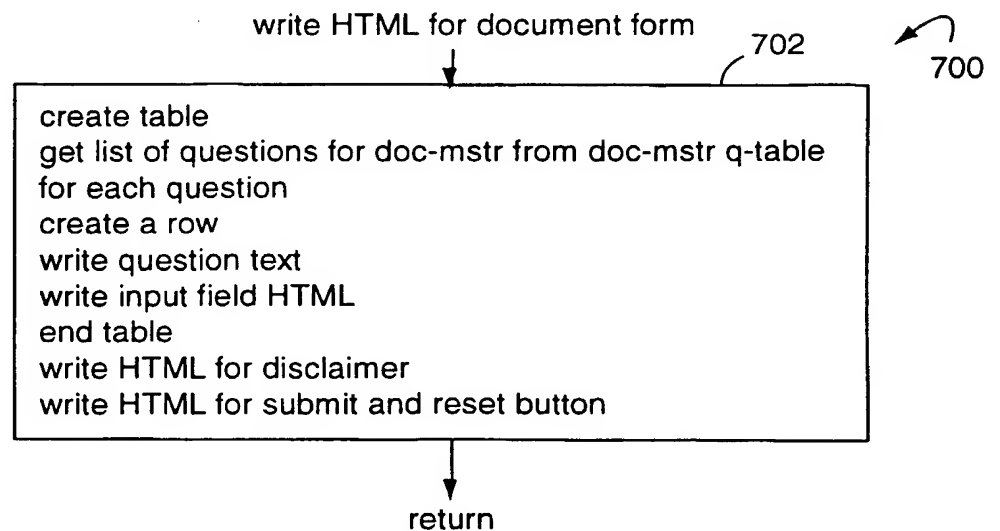 write HTML for document form
702
700
create table
get list of questions for doc-mstr from doc-mstr q-table
for each question
create a row
write question text
write input field HTML
end table
write HTML for disclaimer
write HTML for submit and reset button
return